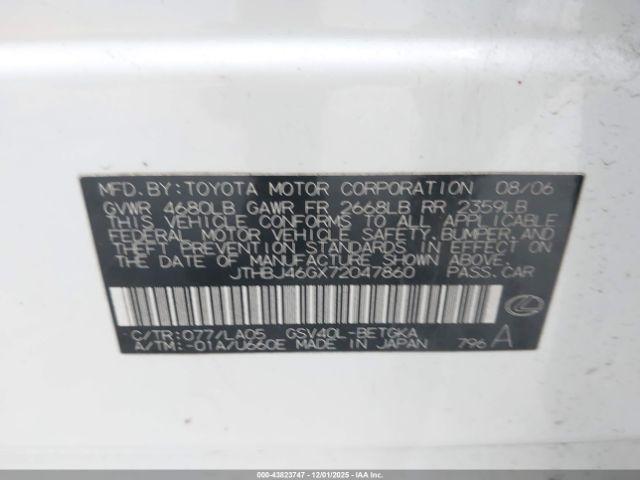 MFD.BY:TOYOTA MOTOR CORPORATION 08/06
GVWR 4680LB GAWR FR 2668LB RR 2359LB
THIS VEHICLE CONFORMS TO ALL APPLICABLE
FEDERAL MOTOR VEHICLE SAFETY, BUMPER, AND
THEFT PREVENTION STANDARDS IN EFFECT ON
THE DATE OF MANUFACTURE SHOWN ABOVE.
JTHBJ46GX72047860 PASS.CAR
C/TR:077/LA05 GSV40L-BETGKA
A/TM:-01A/U660E MADE IN JAPAN 796 A
000-43823747 • 12/01/2025 • IAAI.COM